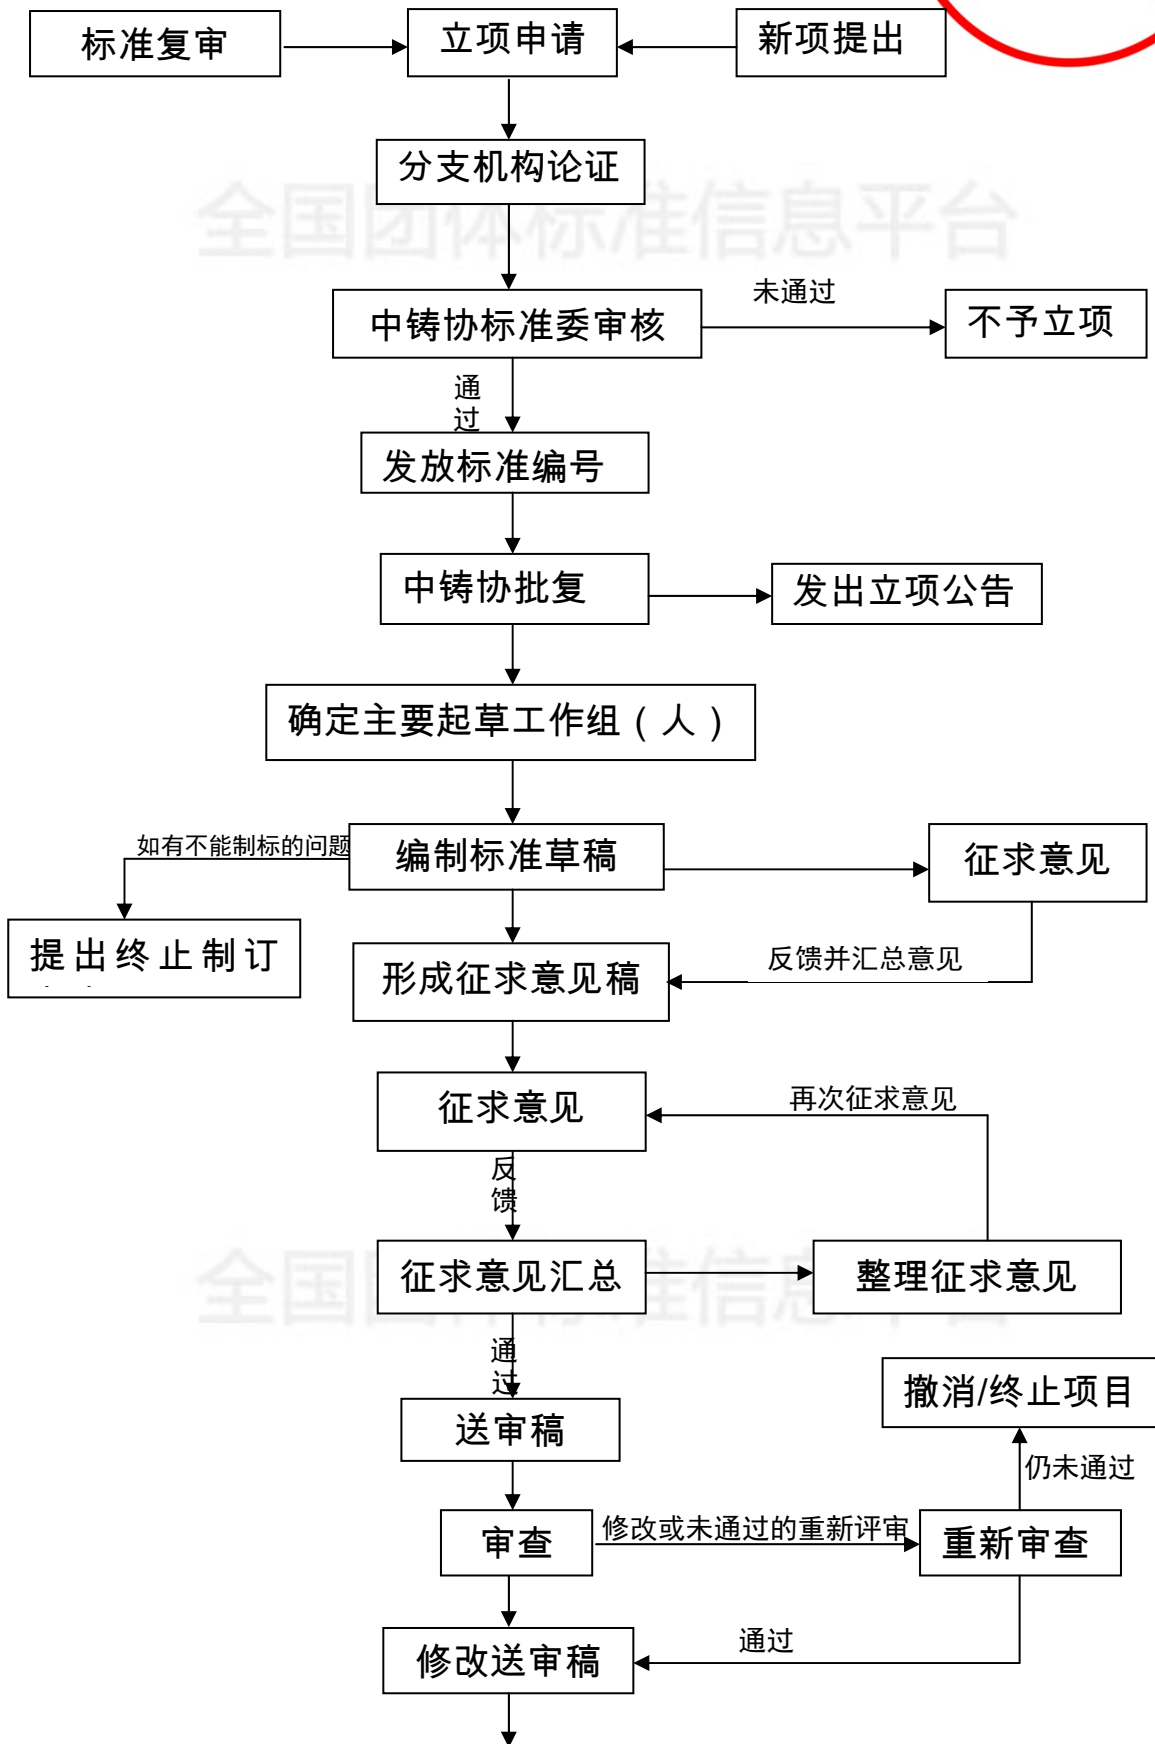 标准复审
立项申请
新项提出
分支机构论证
全国团体标准信息平台
中铸协标准委审核
未通过
不予立项
通
过
发放标准编号
中铸协批复
发出立项公告
确定主要起草工作组（人）
如有不能制标的问题
编制标准草稿
征求意见
提出终止制订
形成征求意见稿
反馈并汇总意见
征求意见
再次征求意见
反
馈
征求意见汇总
整理征求意见
全国团体标准信息平台
通
过
撤消/终止项目
送审稿
仍未通过
审查
修改或未通过的重新评审
重新审查
修改送审稿
通过